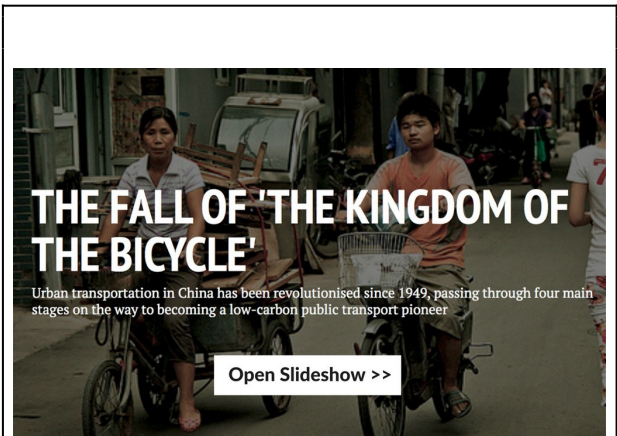 THE FALL OF 'THE KINGDOM OF
THE BICYCLE'
Urban transportation in China has been revolutionised since 1949, passing through four main
stages on the way to becoming a low-carbon public transport pioneer
Open Slideshow >>